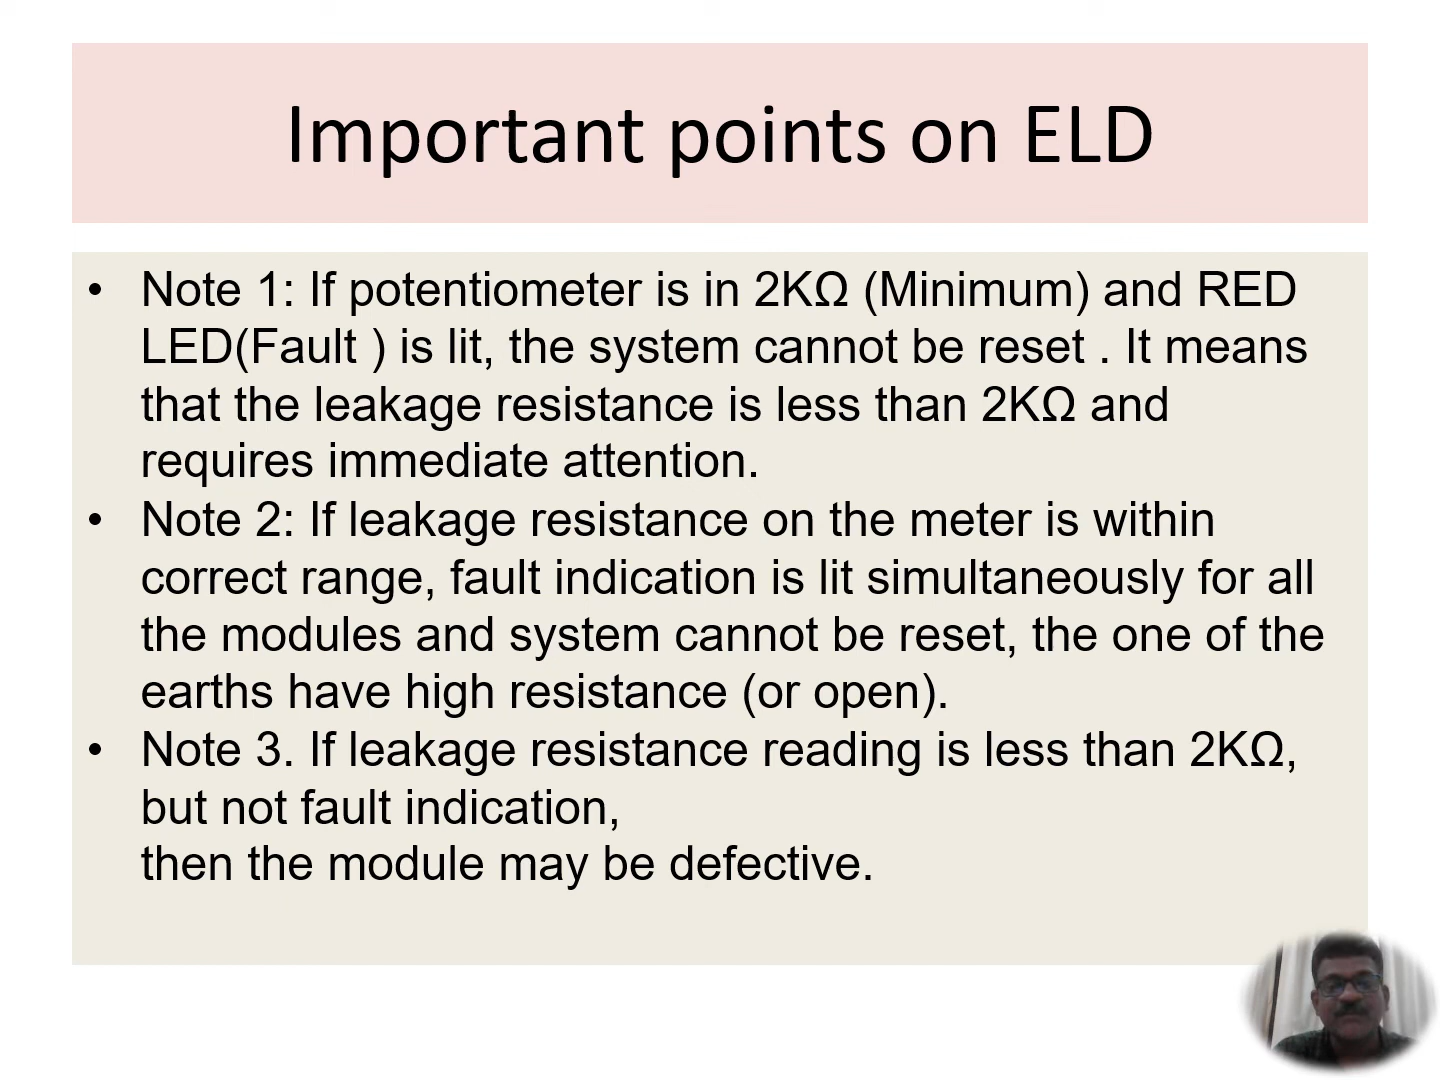 Important points on ELD
• Note 1: If potentiometer is in 2KΩ (Minimum) and RED
LED(Fault ) is lit, the system cannot be reset . It means
that the leakage resistance is less than 2KΩ and
requires immediate attention.
• Note 2: If leakage resistance on the meter is within
correct range, fault indication is lit simultaneously for all
the modules and system cannot be reset, the one of the
earths have high resistance (or open).
• Note 3. If leakage resistance reading is less than 2KΩ,
but not fault indication,
then the module may be defective.